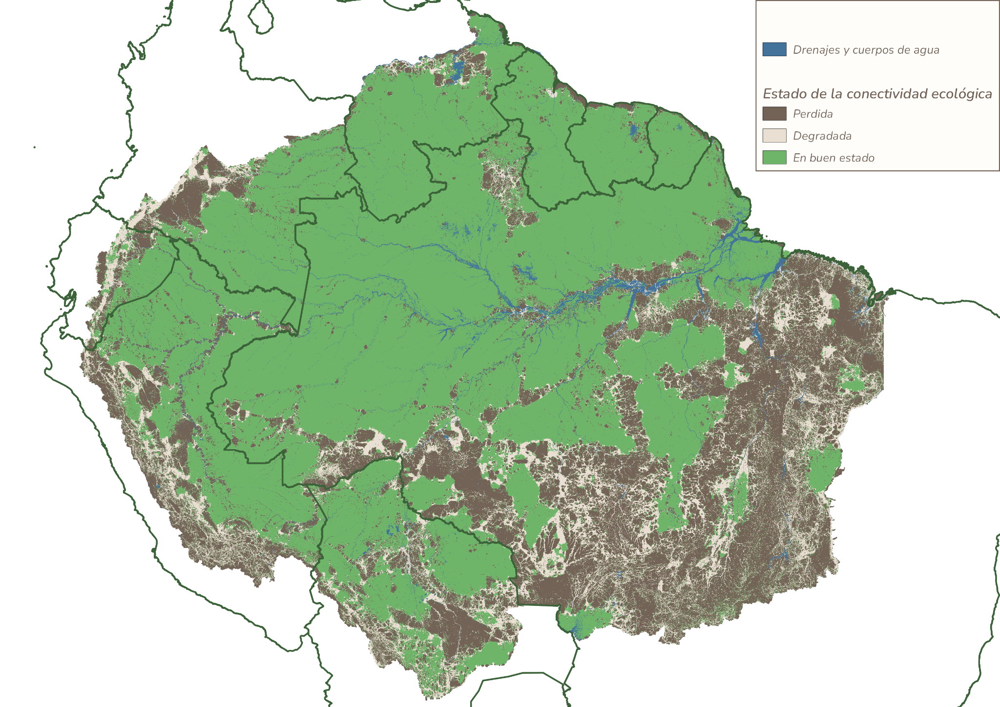 Drenajes y cuerpos de agua
Estado de la conectividad ecológica
Perdida
Degradada
En buen estado